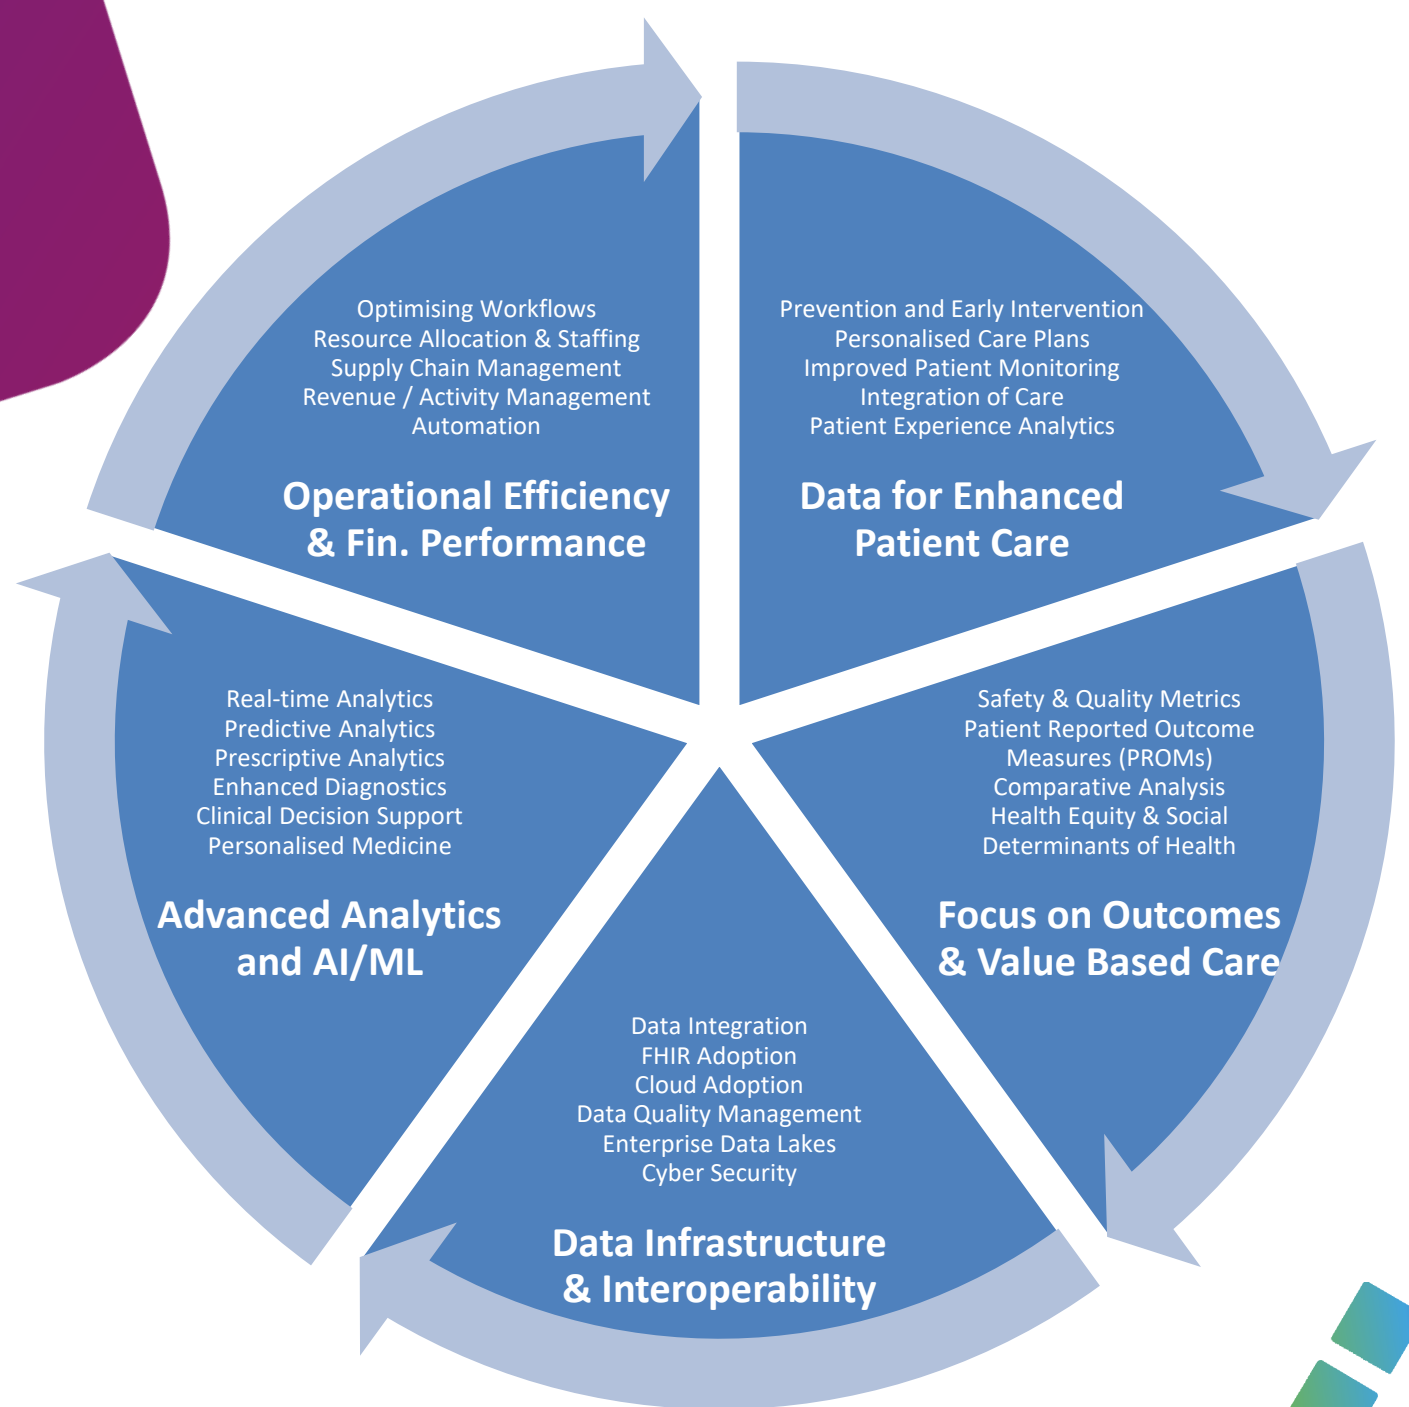 Optimising Workflows
Resource Allocation & Staffing
Supply Chain Management
Revenue / Activity Management
Automation
Operational Efficiency
& Fin. Performance
Prevention and Early Intervention
Personalised Care Plans
Improved Patient Monitoring
Integration of Care
Patient Experience Analytics
Data for Enhanced
Patient Care
Safety & Quality Metrics
Patient Reported Outcome
Measures (PROMs)
Comparative Analysis
Health Equity & Social
Determinants of Health
Focus on Outcomes
& Value Based Care
Data Integration
FHIR Adoption
Cloud Adoption
Data Quality Management
Enterprise Data Lakes
Cyber Security
Data Infrastructure
& Interoperability
Real-time Analytics
Predictive Analytics
Prescriptive Analytics
Enhanced Diagnostics
Clinical Decision Support
Personalised Medicine
Advanced Analytics
and AI/ML